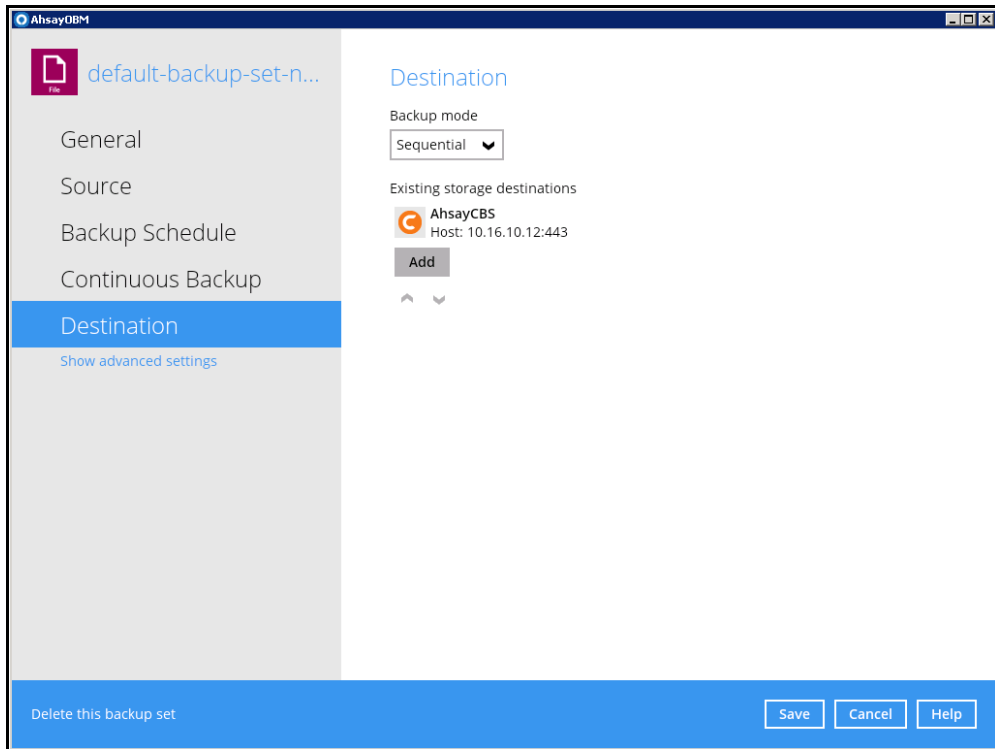 AhsayOBM
File
default-backup-set-n...
General
Source
Backup Schedule
Continuous Backup
Destination
Show advanced settings
Destination
Backup mode
Sequential
Existing storage destinations
AhsayCBS
Host: 10.16.10.12:443
Add
Delete this backup set
Save
Cancel
Help